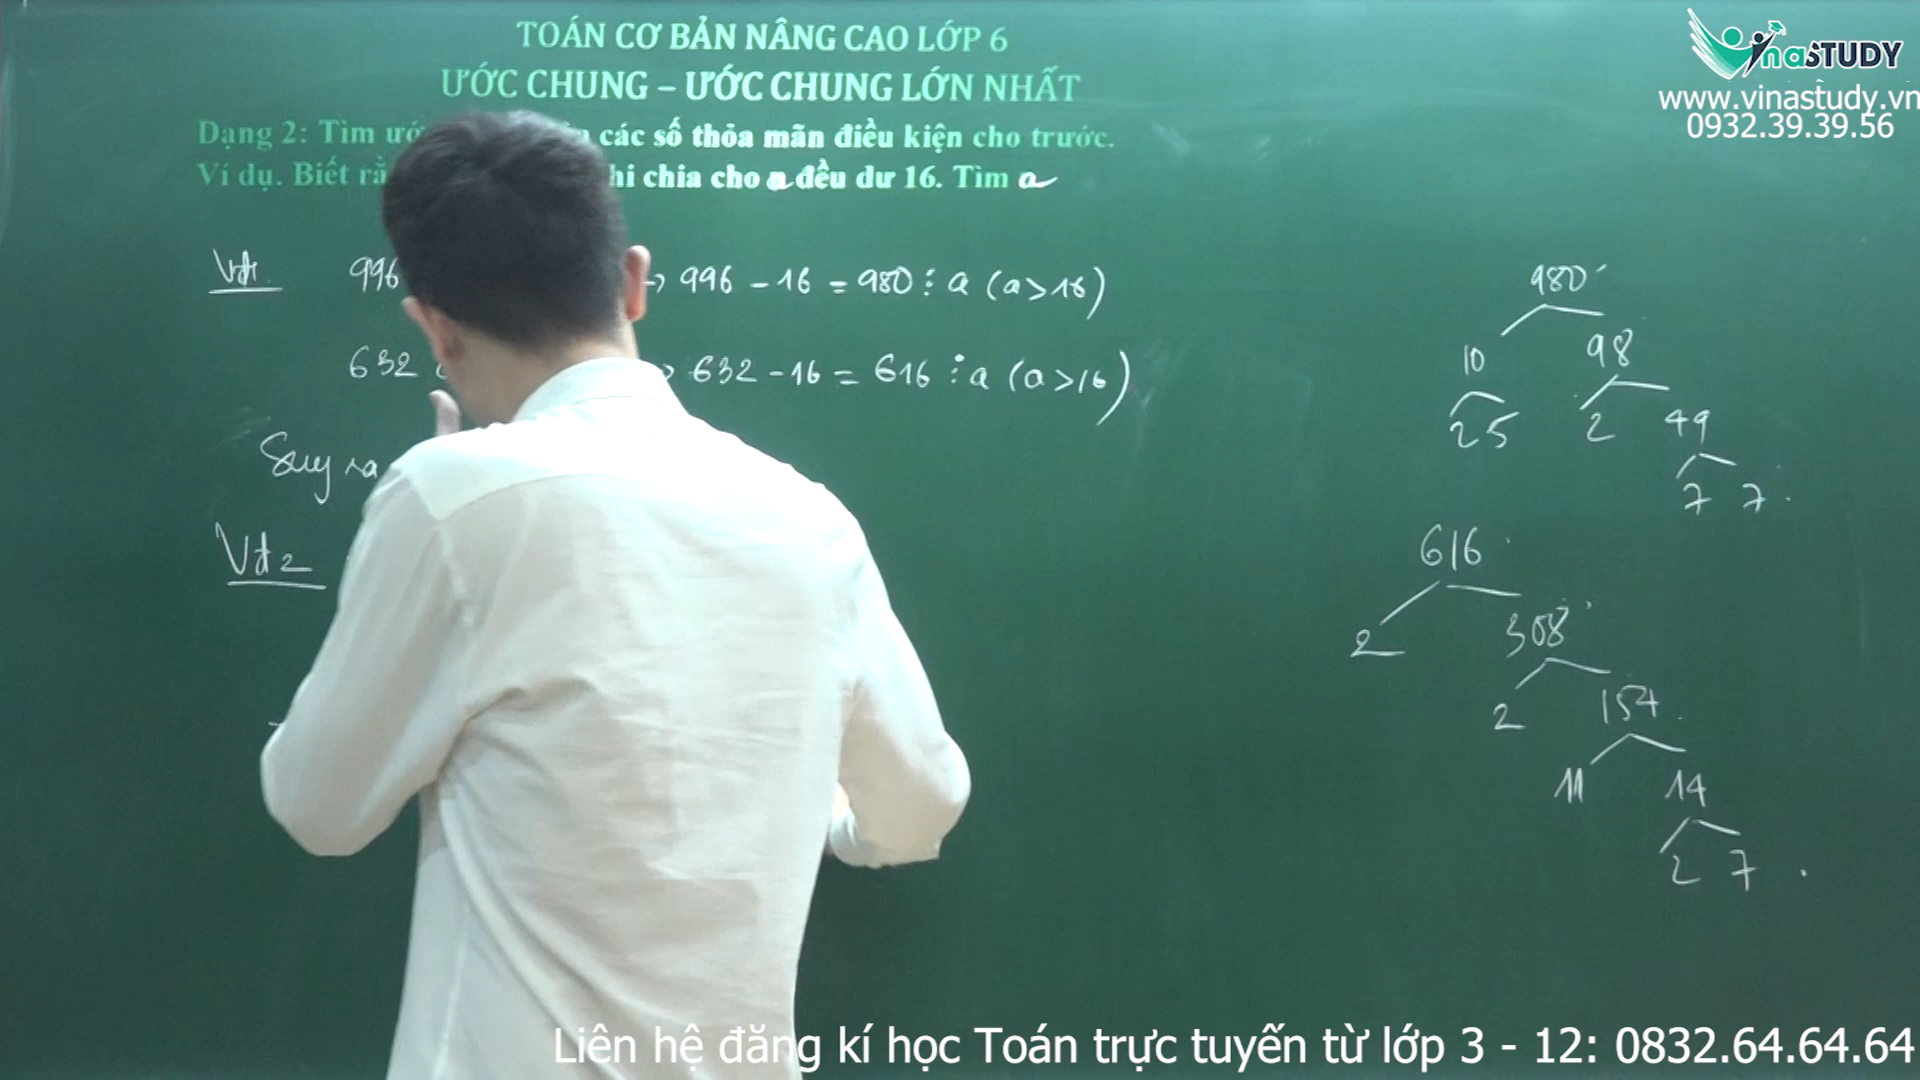 TOÁN CƠ BẢN NÂNG CAO LỚP 6
ƯỚC CHUNG – ƯỚC CHUNG LỚN NHẤT
Dạng 2: Tìm các số thỏa mãn điều kiện cho trước.
Ví dụ. Biết chia cho a đều dư 16. Tìm a
Vd1 996 → 996 - 16 = 980 ⋮ a (a > 16)
632 632 - 16 = 616 ⋮ a (a > 16)
Suy ra
Vd2
980
10 98
2 5 2 49
7 7
616
2 308
2 154
11 14
2 7
VinaSTUDY
www.vinastudy.vn
0932.39.39.56
Liên hệ đăng kí học Toán trực tuyến từ lớp 3 - 12: 0832.64.64.64